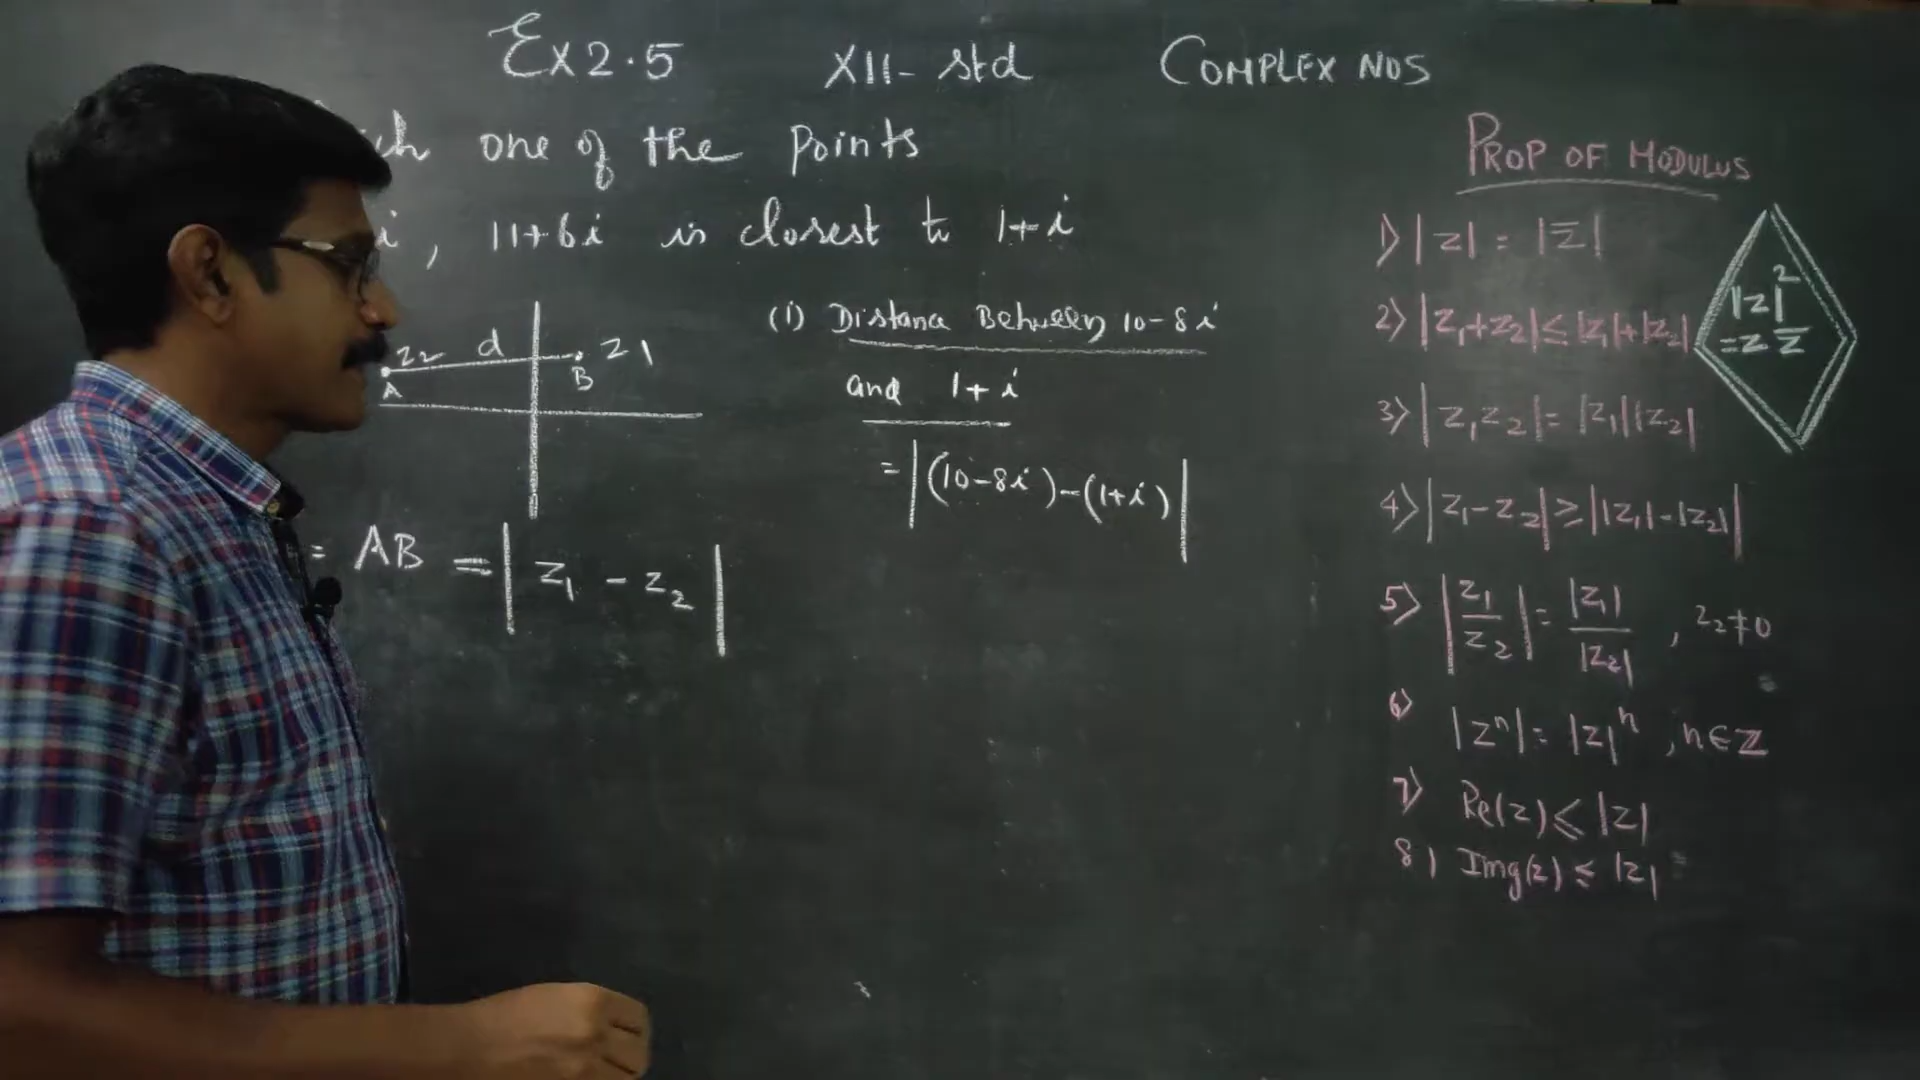 Ex 2.5 XII- Std COMPLEX NOS
ch one of the points
i, 11+6i is closest to 1+i
Z2 d Z1
A B
= AB = | Z₁ - Z₂ |
(1) Distance Between 10-8i
and 1+i
= |(10-8i)-(1+i)|
PROP OF MODULUS
1) |Z| = |Z̅|
2) |Z₁+Z₂| ≤ |Z₁|+|Z₂|
3) |Z₁Z₂| = |Z₁||Z₂|
4) |Z₁-Z₂| ≥ ||Z₁|-|Z₂||
5) |Z₁/Z₂| = |Z₁|/|Z₂| , Z₂≠0
6) |Zⁿ| = |Z|ⁿ , n∈Z
7) Re(Z) ≤ |Z|
8) Img(Z) ≤ |Z|
|Z|²
=ZZ̅